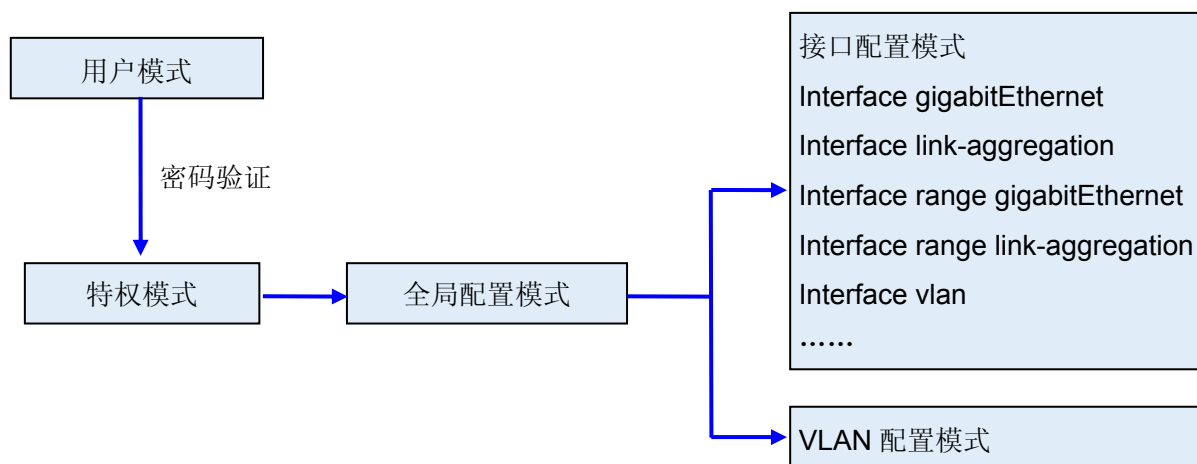 用户模式
密码验证
特权模式
全局配置模式
接口配置模式
Interface gigabitEthernet
Interface link-aggregation
Interface range gigabitEthernet
Interface range link-aggregation
Interface vlan
……
VLAN 配置模式